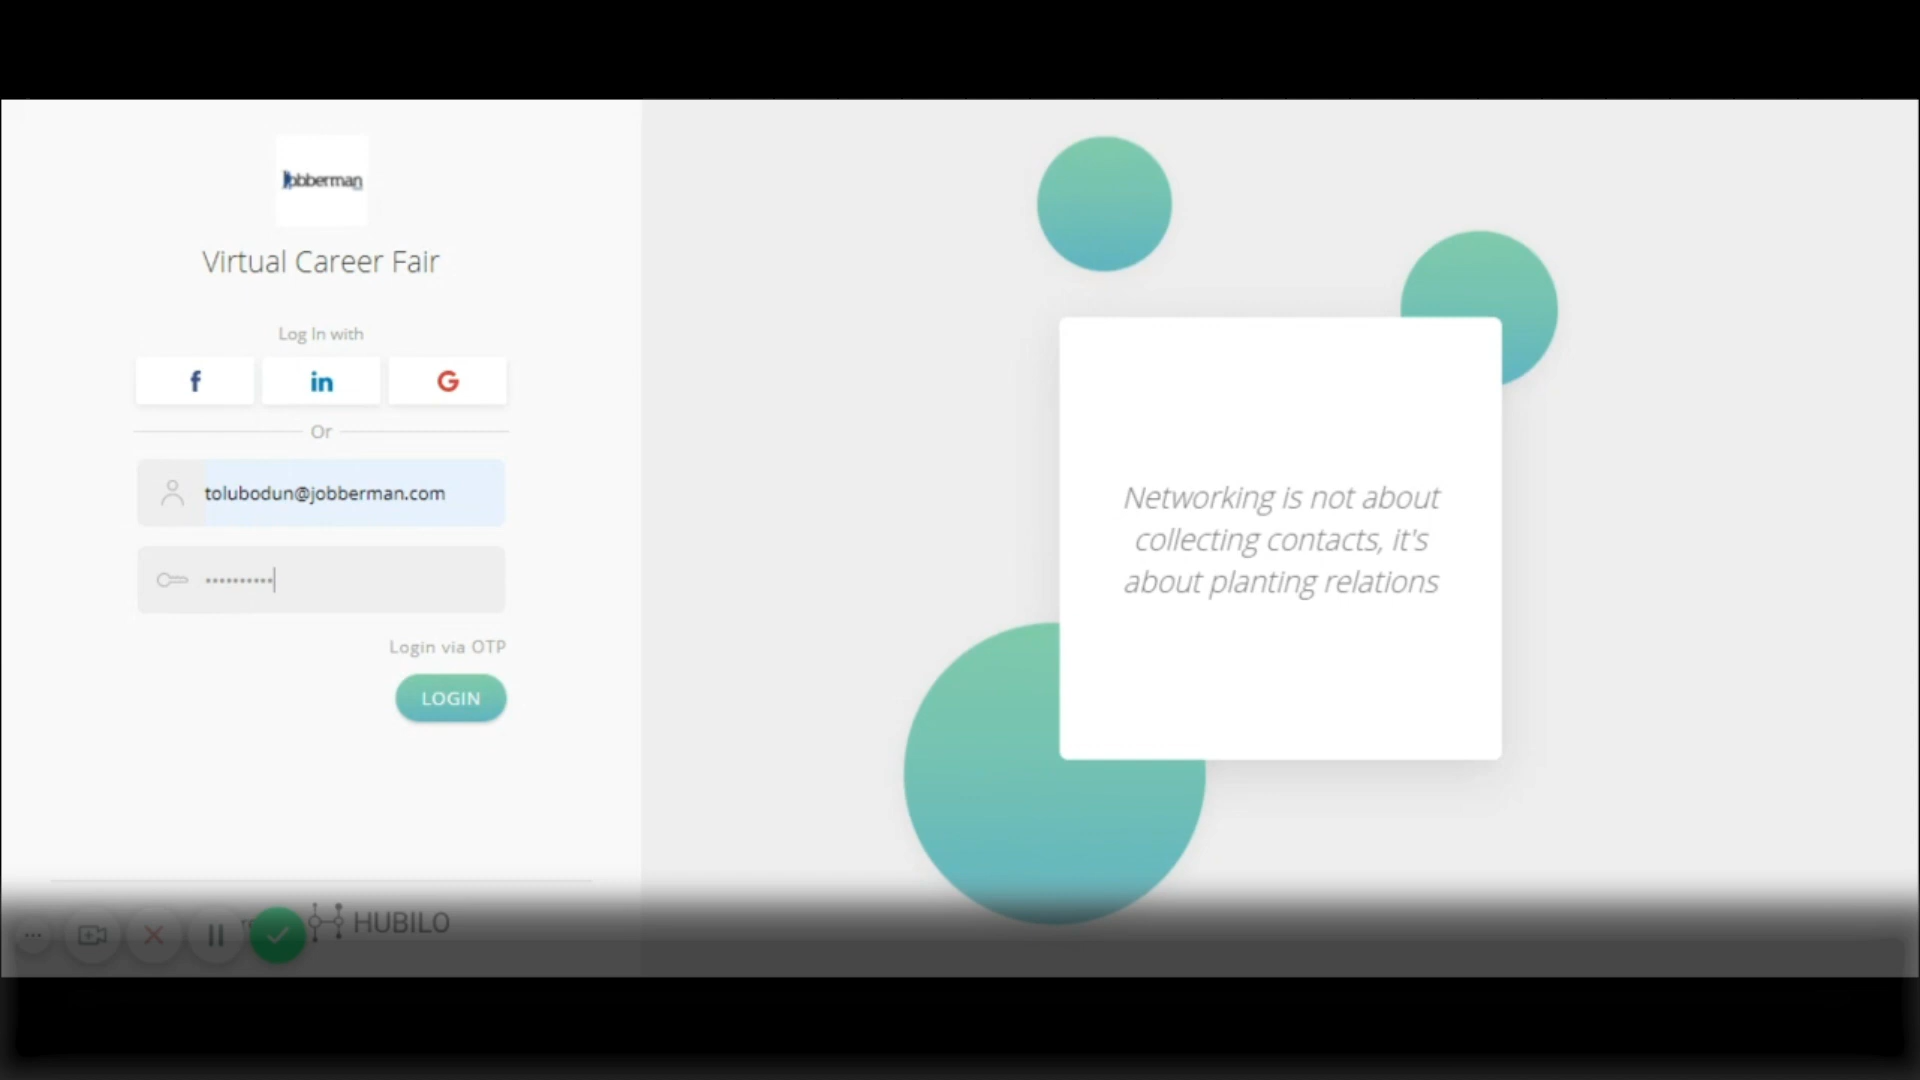 Jobberman
Virtual Career Fair
Log In with
f in G
Or
tolubodun@jobberman.com
••••••••••
Login via OTP
LOGIN
Networking is not about
collecting contacts, it's
about planting relations
HUBILO